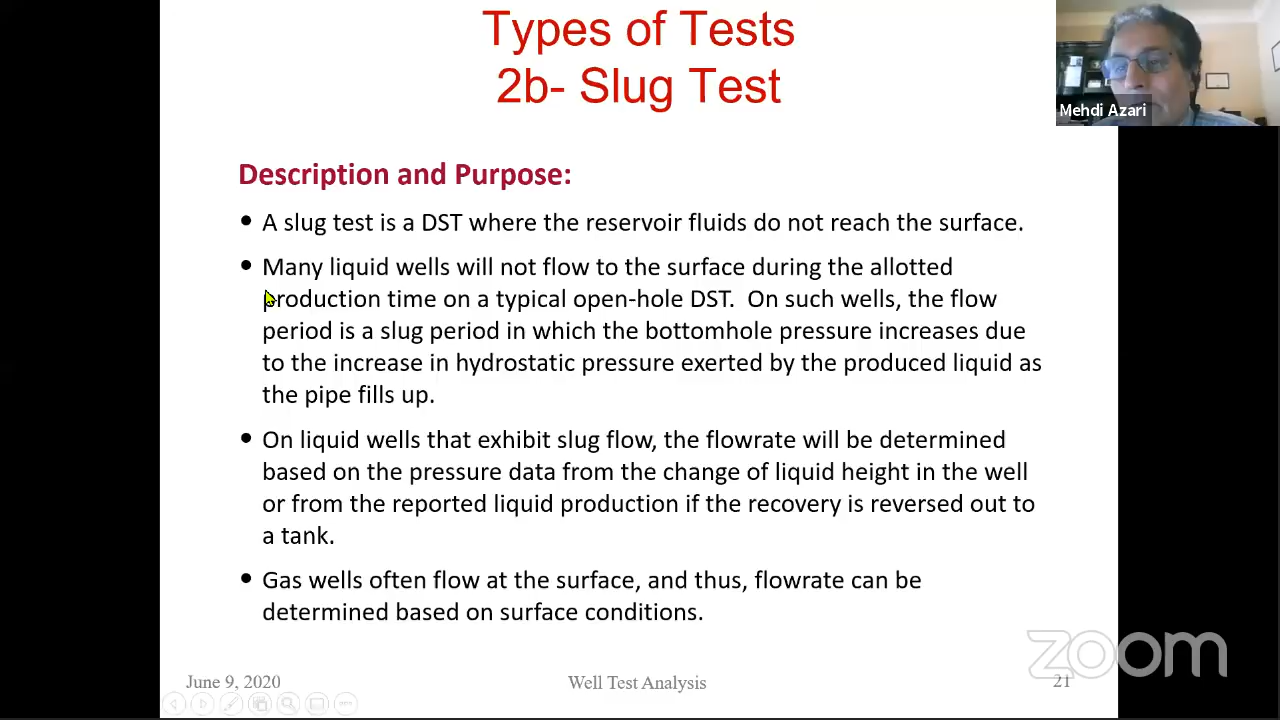 Types of Tests
2b- Slug Test
Mehdi Azari
Description and Purpose:
• A slug test is a DST where the reservoir fluids do not reach the surface.
• Many liquid wells will not flow to the surface during the allotted
production time on a typical open-hole DST. On such wells, the flow
period is a slug period in which the bottomhole pressure increases due
to the increase in hydrostatic pressure exerted by the produced liquid as
the pipe fills up.
• On liquid wells that exhibit slug flow, the flowrate will be determined
based on the pressure data from the change of liquid height in the well
or from the reported liquid production if the recovery is reversed out to
a tank.
• Gas wells often flow at the surface, and thus, flowrate can be
determined based on surface conditions.
zoom
June 9, 2020
Well Test Analysis
21